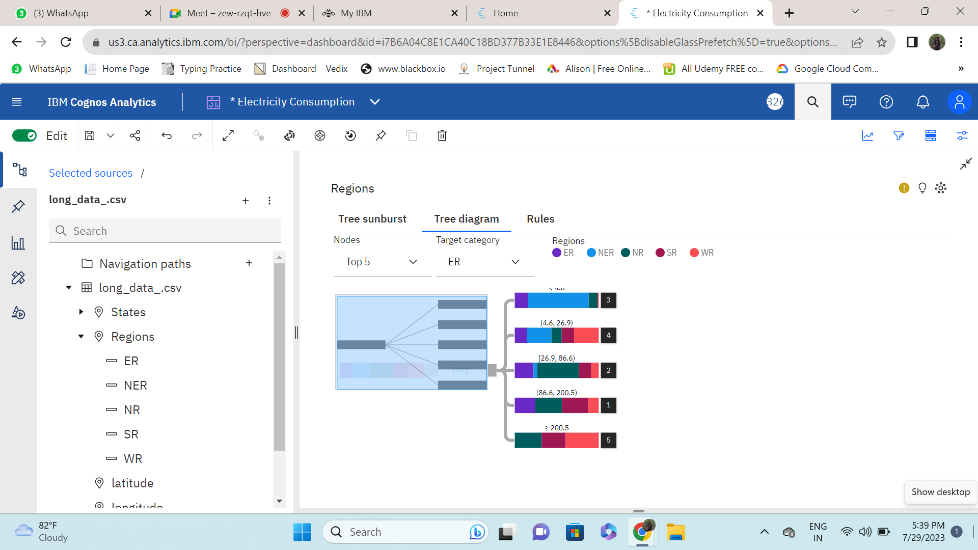 (3) WhatsApp
Meet – zew-rzqt-hve
My IBM
Home
* Electricity Consumption
us3.ca.analytics.ibm.com/bi/?perspective=dashboard&id=i7B6A04C8E1CA40C18BD377B33E1E8446&options%5BdisableGlassPrefetch%5D=true&options...
WhatsApp
Home Page
Typing Practice
Dashboard Vedix
www.blackbox.io
Project Tunnel
Alison | Free Online...
All Udemy FREE co...
Google Cloud Com...
»
IBM Cognos Analytics
* Electricity Consumption
Edit
Selected sources /
long_data_.csv
Search
Navigation paths
long_data_.csv
States
Regions
ER
NER
NR
SR
WR
latitude
longitude
Regions
Tree sunburst
Tree diagram
Rules
Nodes
Top 5
Target category
ER
Regions
ER
NER
NR
SR
WR
3
[4.6, 26.9)
4
[26.9, 86.6)
2
[86.6, 200.5)
1
≥ 200.5
5
Show desktop
82°F
Cloudy
Search
ENG
IN
5:39 PM
7/29/2023
1